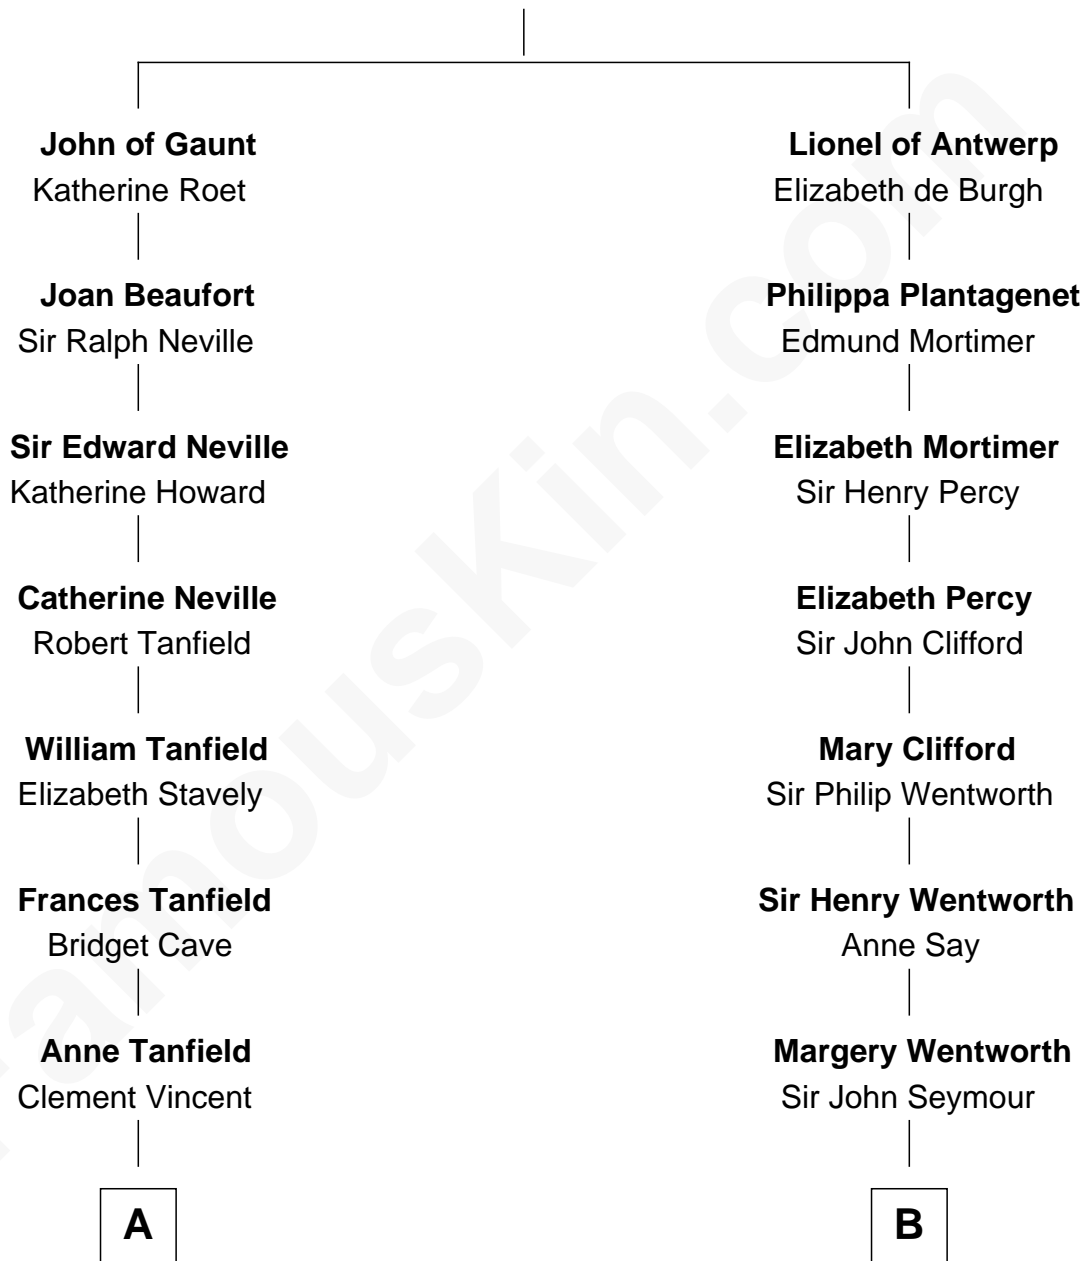 John of Gaunt
Katherine Roet
Joan Beaufort
Sir Ralph Neville
Sir Edward Neville
Katherine Howard
Catherine Neville
Robert Tanfield
William Tanfield
Elizabeth Stavely
Frances Tanfield
Bridget Cave
Anne Tanfield
Clement Vincent
A
Lionel of Antwerp
Elizabeth de Burgh
Philippa Plantagenet
Edmund Mortimer
Elizabeth Mortimer
Sir Henry Percy
Elizabeth Percy
Sir John Clifford
Mary Clifford
Sir Philip Wentworth
Sir Henry Wentworth
Anne Say
Margery Wentworth
Sir John Seymour
B
FamousKin.com